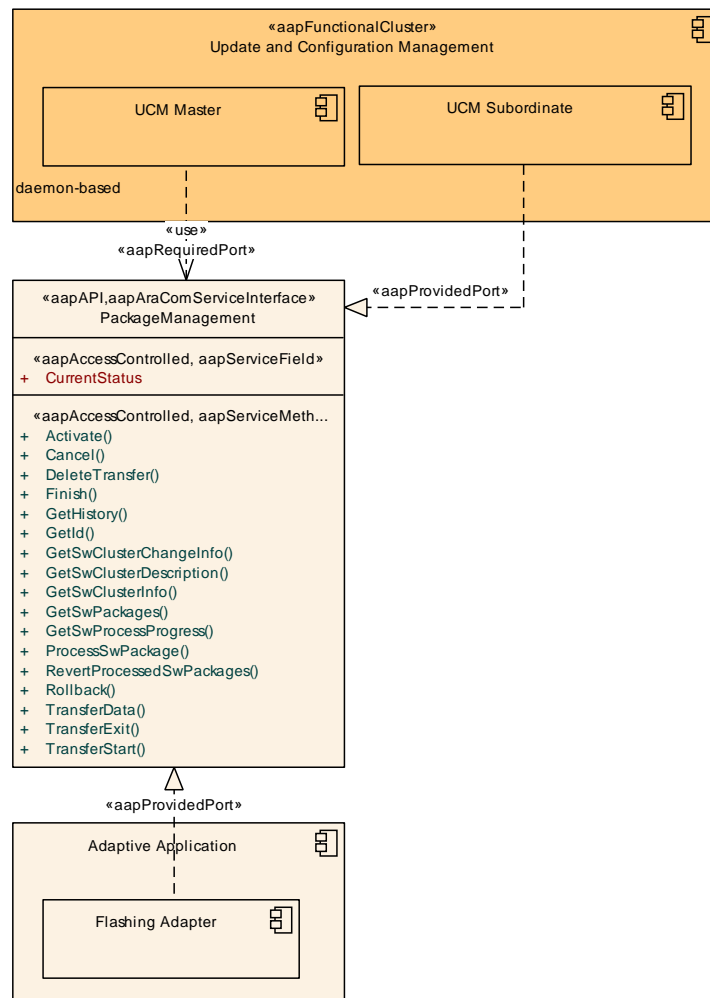 «aapFunctionalCluster»
Update and Configuration Management
UCM Master
UCM Subordinate
daemon-based
«use»
«aapRequiredPort»
«aapProvidedPort»
«aapAPI,aapAraComServiceInterface»
PackageManagement
«aapAccessControlled, aapServiceField»
+ CurrentStatus
«aapAccessControlled, aapServiceMeth...
+ Activate()
+ Cancel()
+ DeleteTransfer()
+ Finish()
+ GetHistory()
+ GetId()
+ GetSwClusterChangeInfo()
+ GetSwClusterDescription()
+ GetSwClusterInfo()
+ GetSwPackages()
+ GetSwProcessProgress()
+ ProcessSwPackage()
+ RevertProcessedSwPackages()
+ Rollback()
+ TransferData()
+ TransferExit()
+ TransferStart()
«aapProvidedPort»
Adaptive Application
Flashing Adapter